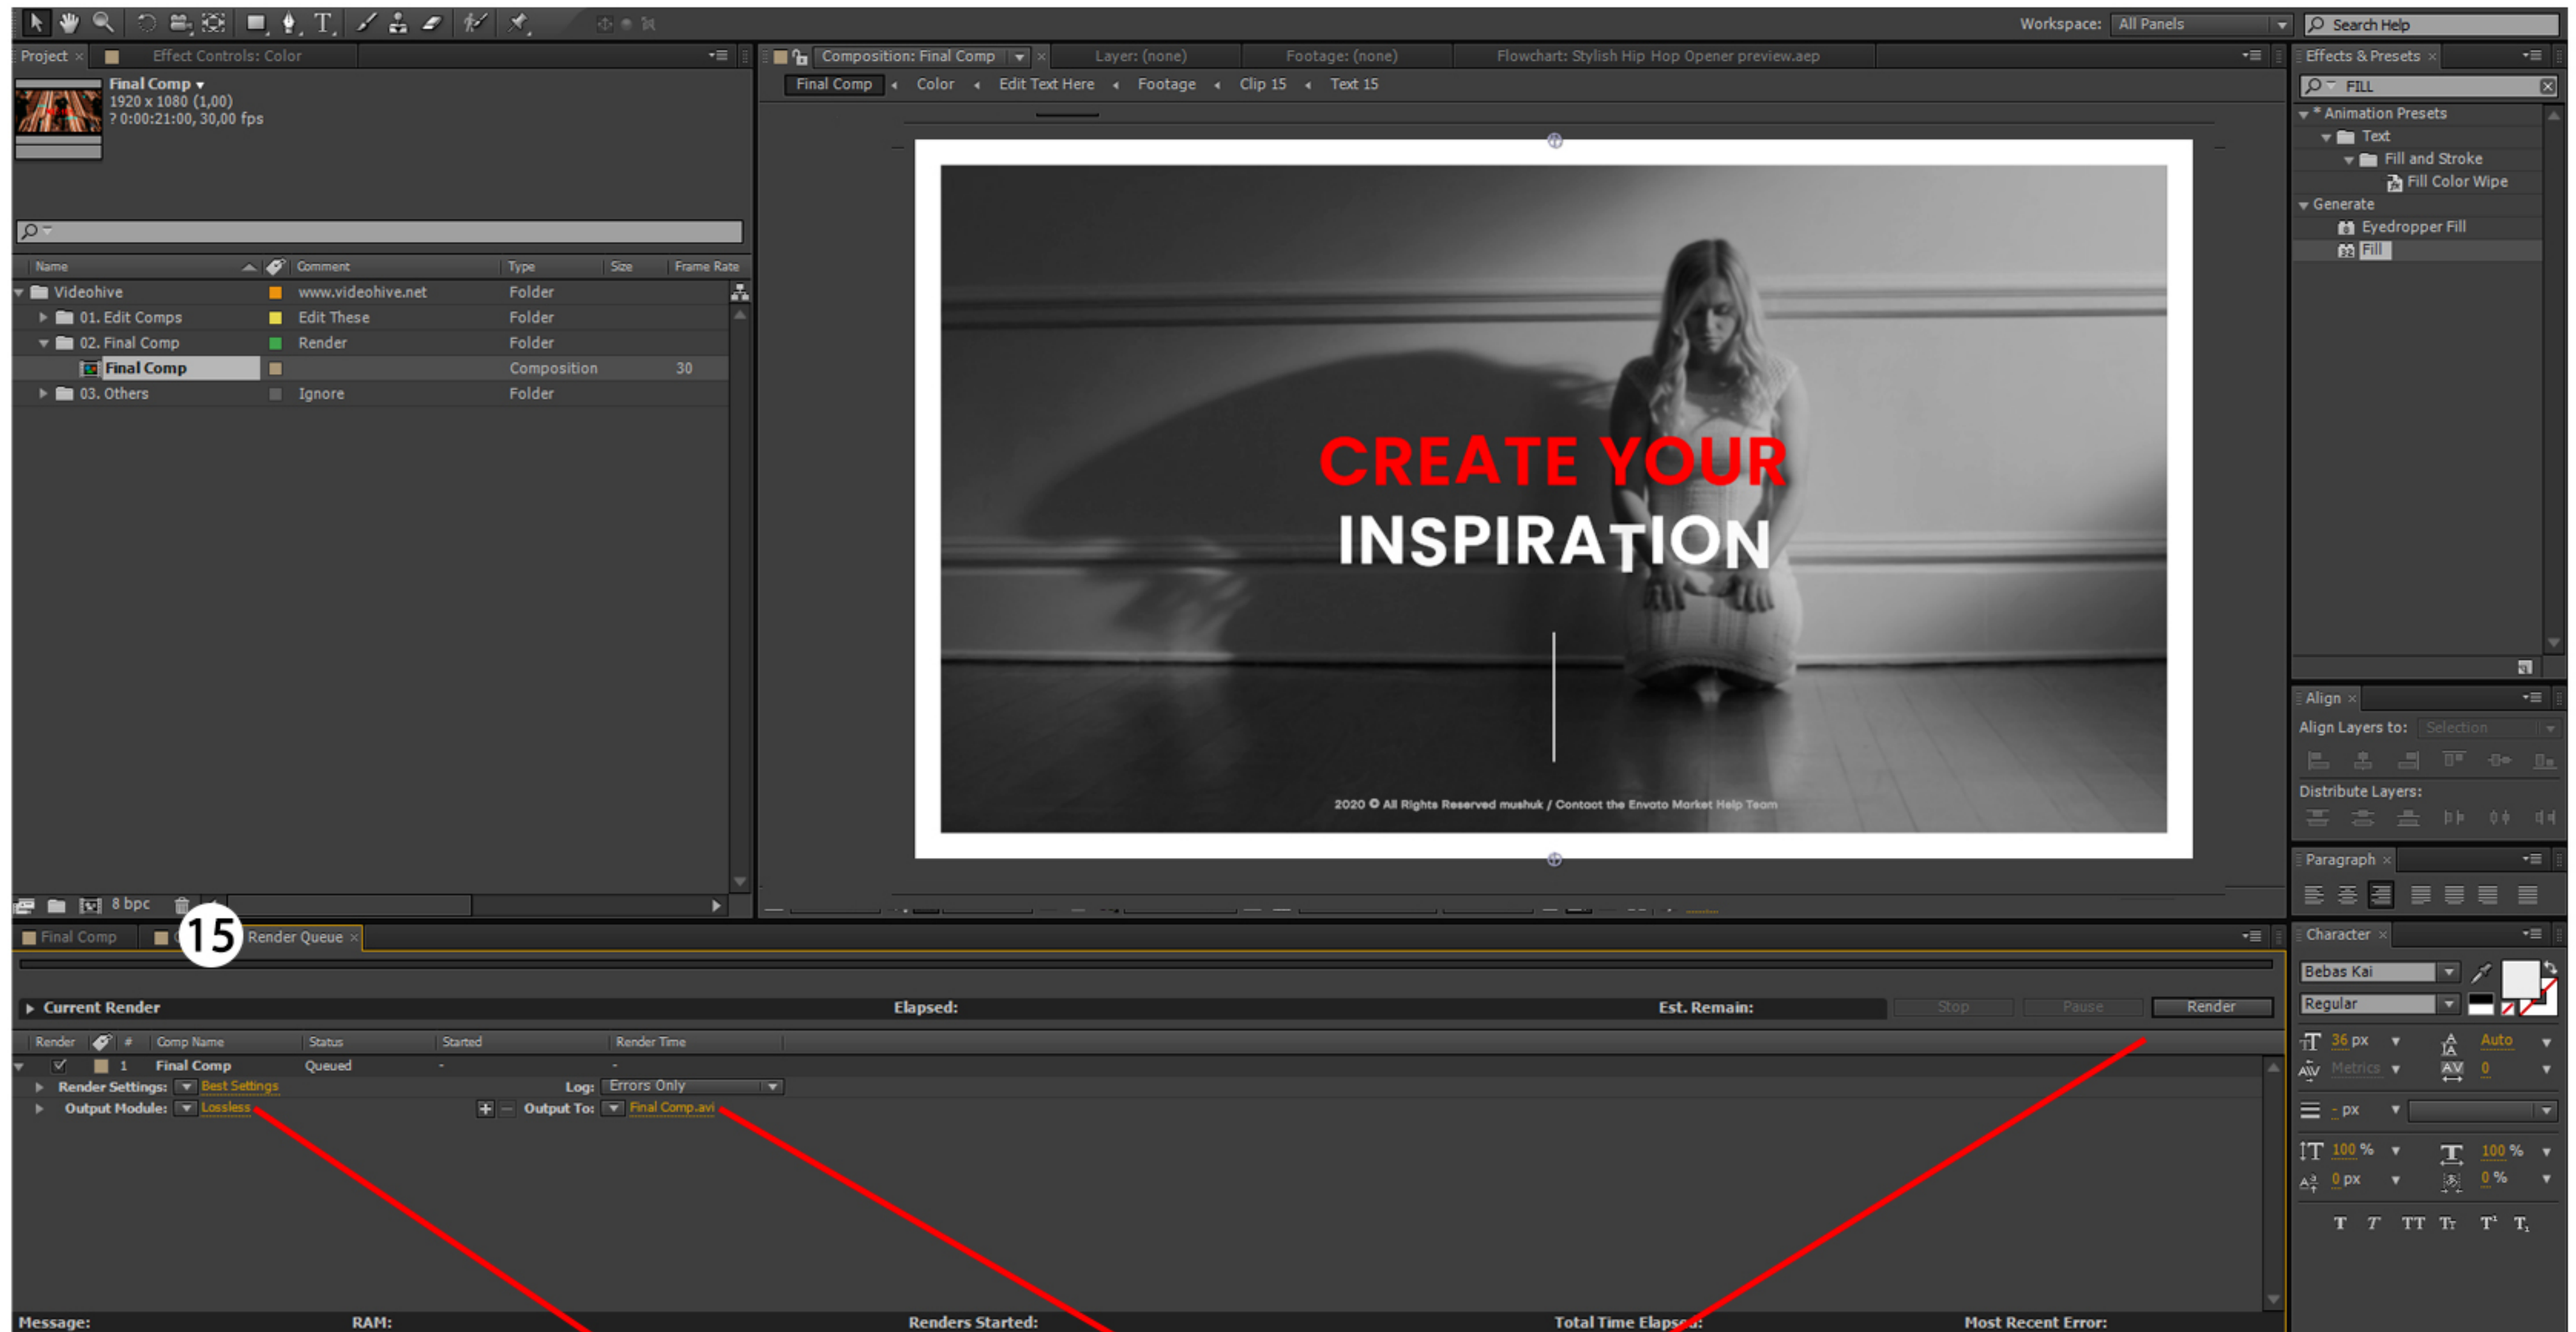 Workspace: All Panels Search Help
Project × Effect Controls: Color
Composition: Final Comp × Layer: (none) Footage: (none) Flowchart: Stylish Hip Hop Opener preview.aep
Effects & Presets ×
Final Comp
1920 x 1080 (1,00)
? 0:00:21:00, 30,00 fps
Final Comp Color Edit Text Here Footage Clip 15 Text 15
FILL
* Animation Presets
Text
Fill and Stroke
Fill Color Wipe
Generate
Eyedropper Fill
32 Fill
Name Comment Type Size Frame Rate
Videohive www.videohive.net Folder
01. Edit Comps Edit These Folder
02. Final Comp Render Folder
Final Comp Composition 30
03. Others Ignore Folder
CREATE YOUR
INSPIRATION
2020 © All Rights Reserved mushuk / Contact the Envato Market Help Team
Align ×
Align Layers to: Selection
Distribute Layers:
Paragraph ×
8 bpc
Final Comp 15 Render Queue ×
Current Render Elapsed: Est. Remain: Stop Pause Render
Render # Comp Name Status Started Render Time
1 Final Comp Queued - -
Render Settings: Best Settings Log: Errors Only
Output Module: Lossless Output To: Final Comp.avi
Message: RAM: Renders Started: Total Time Elapsed: Most Recent Error:
Character ×
Bebas Kai
Regular
36 px Auto
Metrics 0
- px
100 % 100 %
0 px 0 %
T T TT Tt T¹ T₁